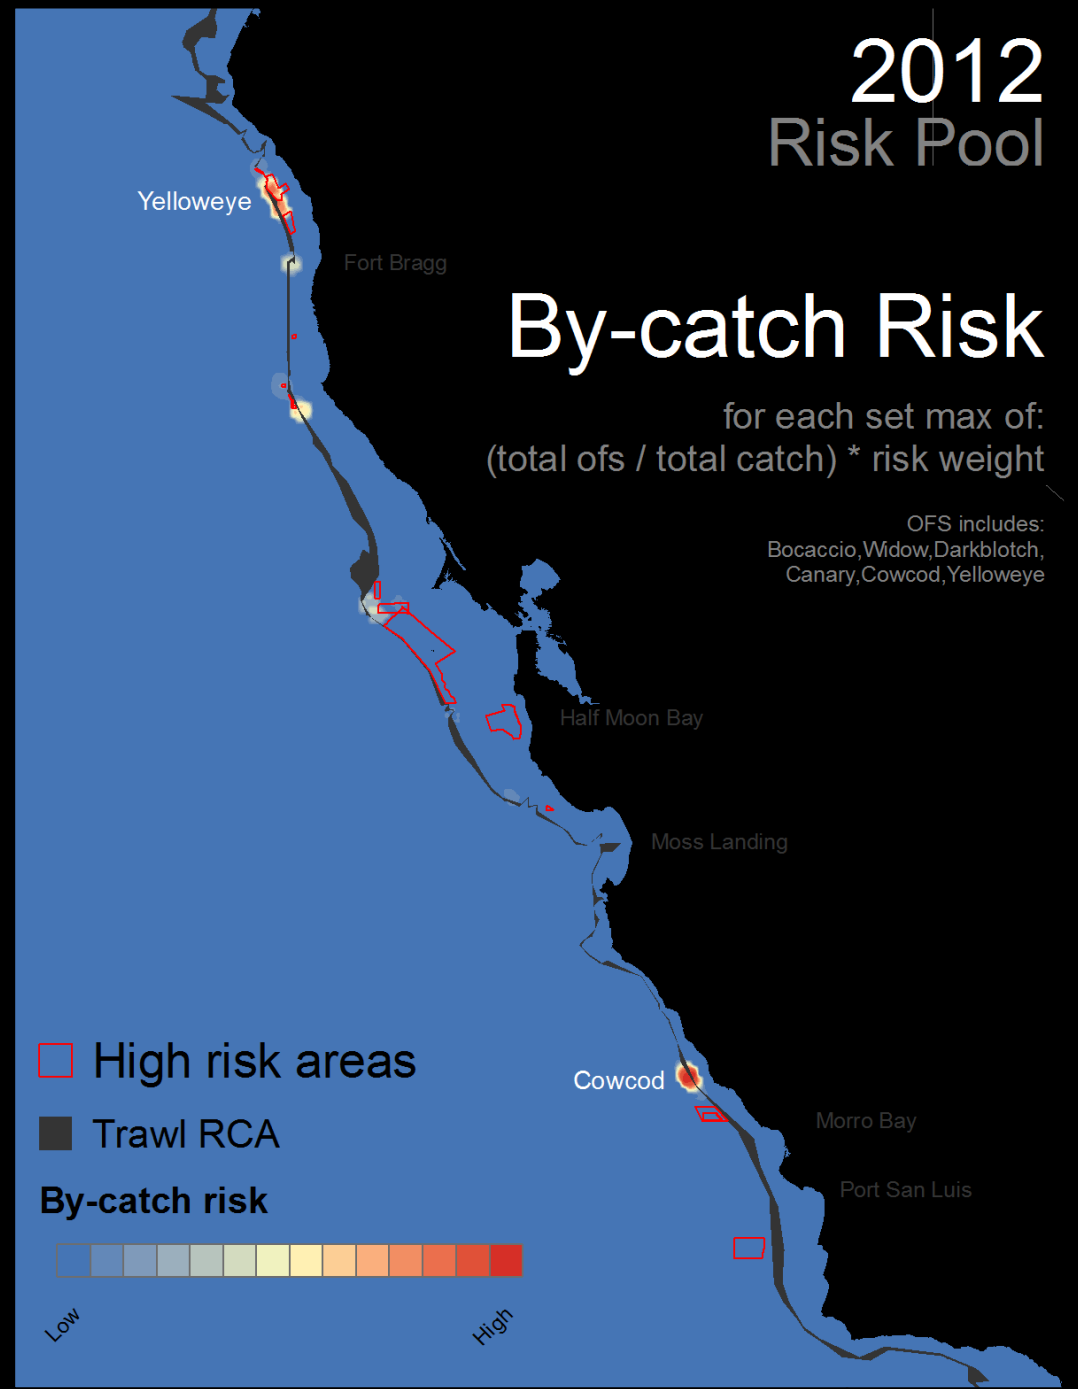 2012
Risk Pool
Yelloweye
Fort Bragg
By-catch Risk
for each set max of:
(total ofs / total catch) * risk weight
OFS includes:
Bocaccio,Widow,Darkblotch,
Canary,Cowcod,Yelloweye
Half Moon Bay
Moss Landing
High risk areas
Cowcod
Trawl RCA
Morro Bay
Port San Luis
By-catch risk
Low
High